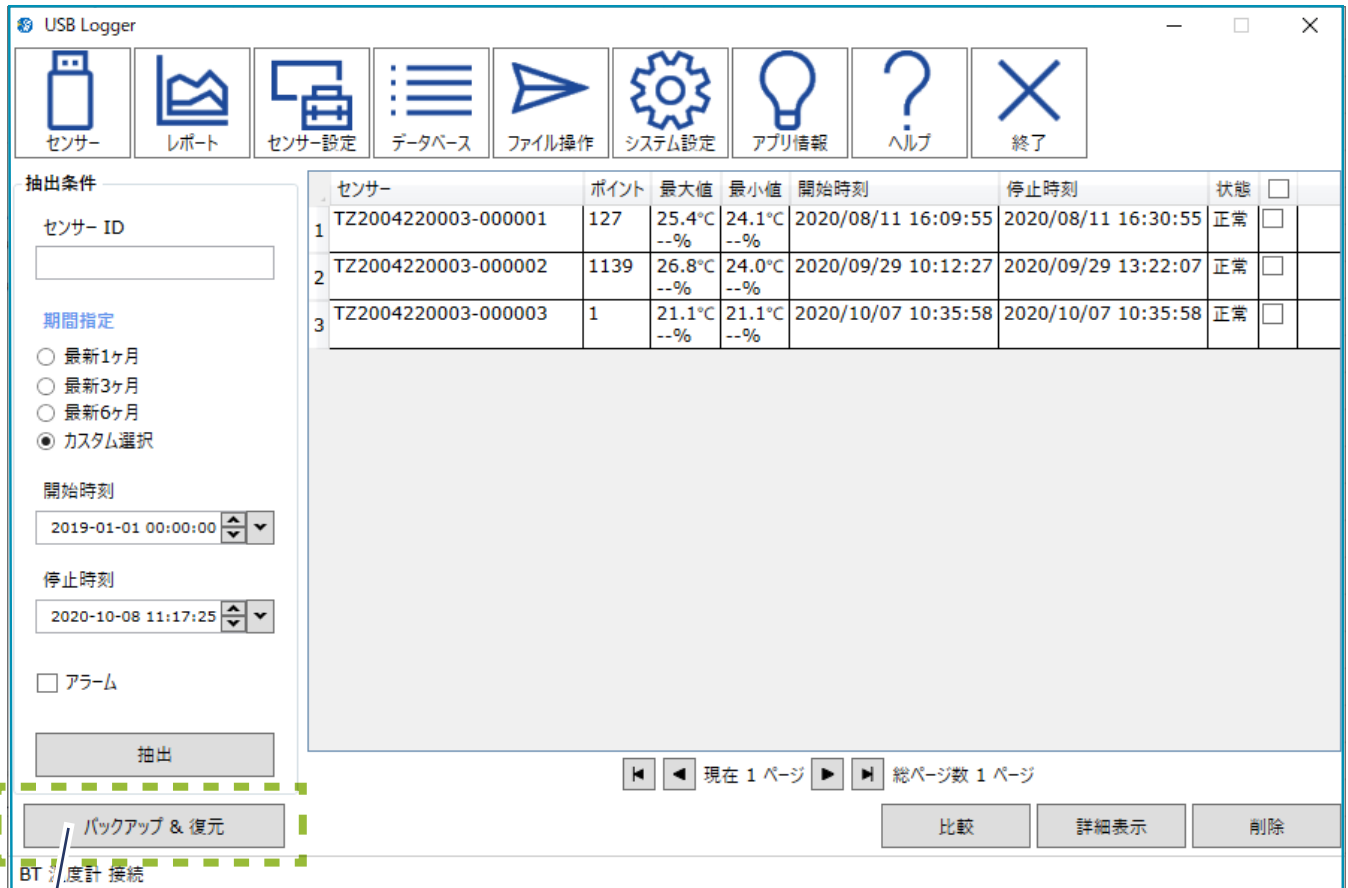 USB Logger
センサー レポート センサー設定 データベース ファイル操作 システム設定 アプリ情報 ヘルプ 終了
抽出条件
センサー ID
期間指定
最新1ヶ月
最新3ヶ月
最新6ヶ月
カスタム選択
開始時刻
2019-01-01 00:00:00
停止時刻
2020-10-08 11:17:25
アラーム
抽出
バックアップ & 復元
センサー ポイント 最大値 最小値 開始時刻 停止時刻 状態
1 TZ2004220003-000001 127 25.4℃ 24.1℃ 2020/08/11 16:09:55 2020/08/11 16:30:55 正常
--% --%
2 TZ2004220003-000002 1139 26.8℃ 24.0℃ 2020/09/29 10:12:27 2020/09/29 13:22:07 正常
--% --%
3 TZ2004220003-000003 1 21.1℃ 21.1℃ 2020/10/07 10:35:58 2020/10/07 10:35:58 正常
--% --%
現在 1 ページ 総ページ数 1 ページ
比較 詳細表示 削除
BT 温度計 接続